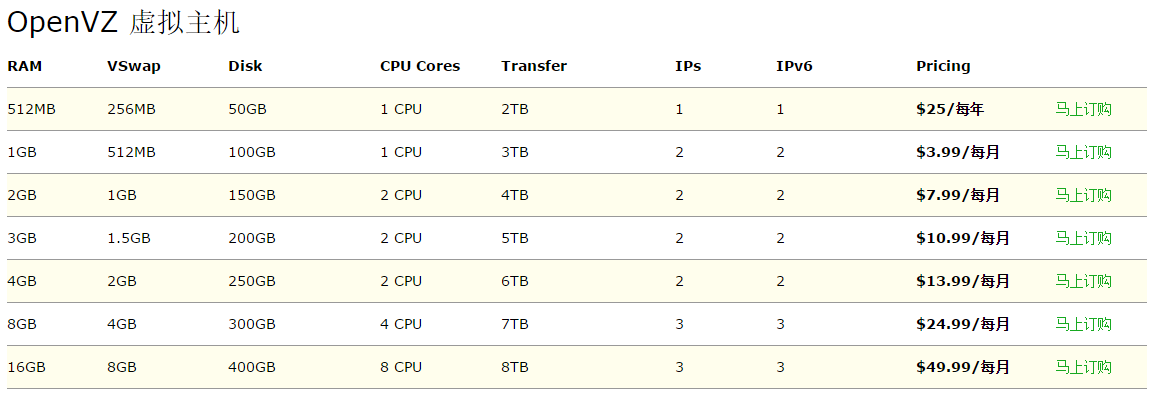 OpenVZ 虚拟主机
RAM VSwap Disk CPU Cores Transfer IPs IPv6 Pricing
512MB 256MB 50GB 1 CPU 2TB 1 1 $25/每年 马上订购
1GB 512MB 100GB 1 CPU 3TB 2 2 $3.99/每月 马上订购
2GB 1GB 150GB 2 CPU 4TB 2 2 $7.99/每月 马上订购
3GB 1.5GB 200GB 2 CPU 5TB 2 2 $10.99/每月 马上订购
4GB 2GB 250GB 2 CPU 6TB 2 2 $13.99/每月 马上订购
8GB 4GB 300GB 4 CPU 7TB 3 3 $24.99/每月 马上订购
16GB 8GB 400GB 8 CPU 8TB 3 3 $49.99/每月 马上订购